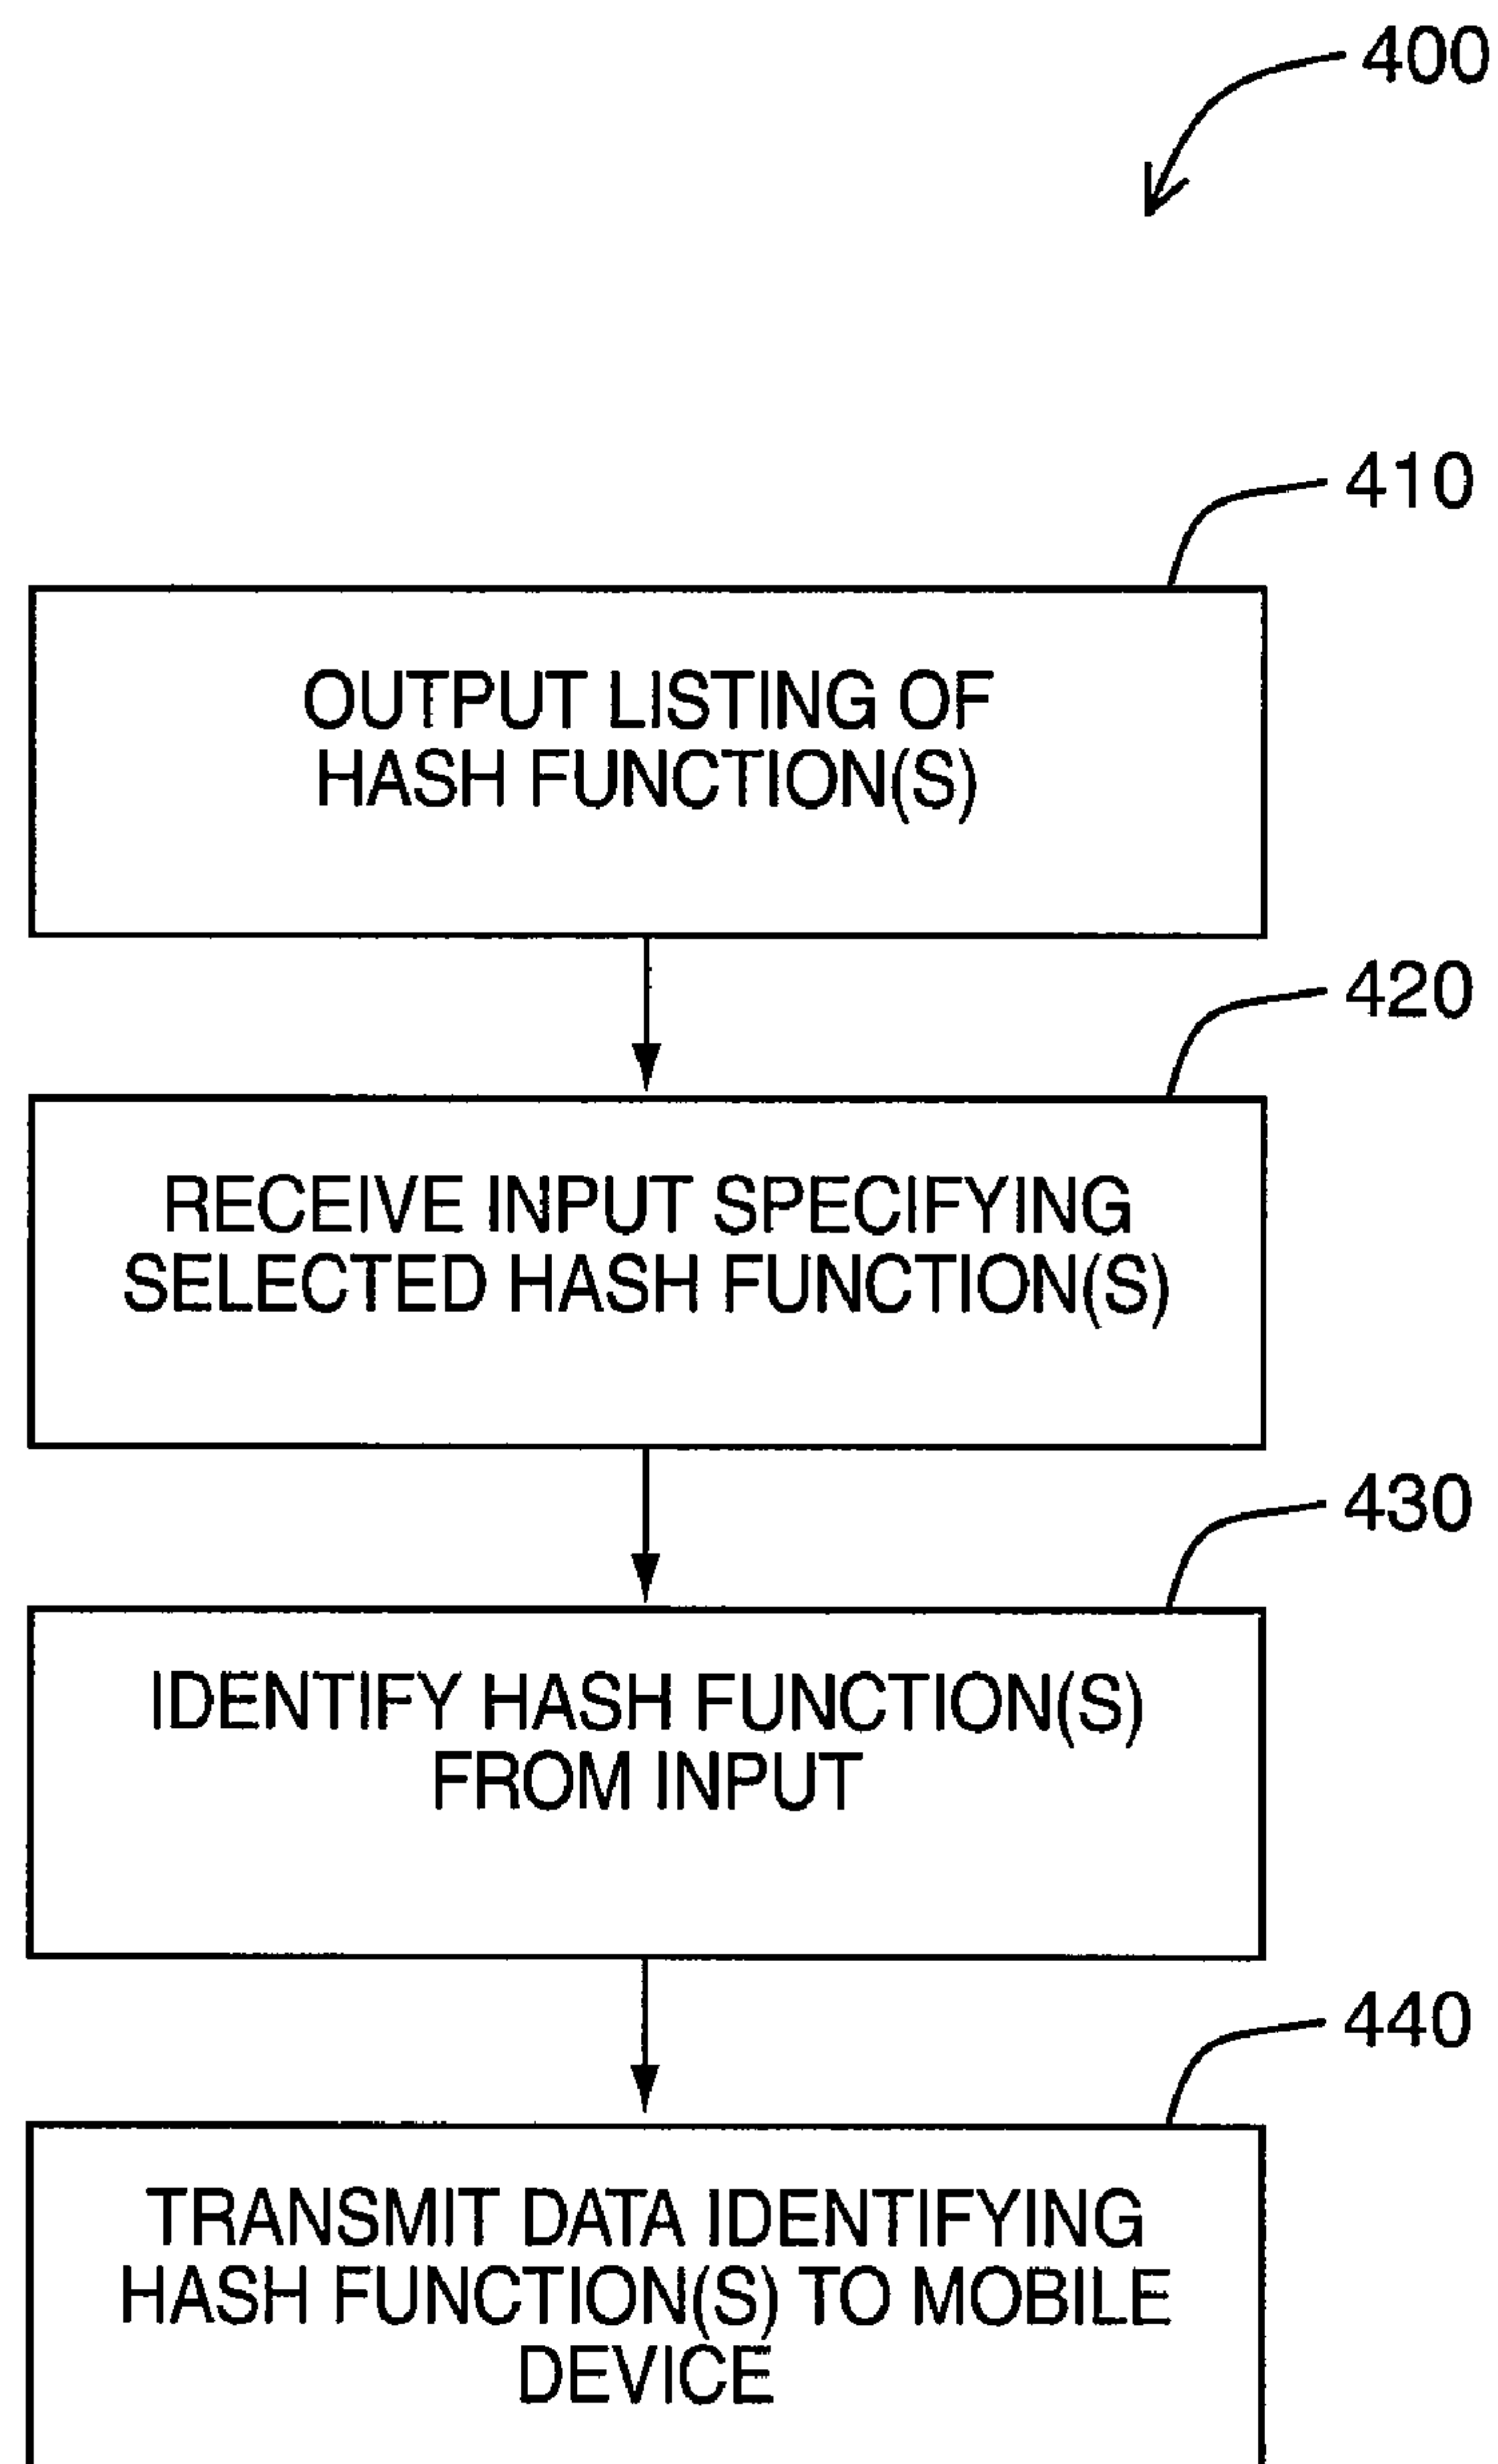 400
410
OUTPUT LISTING OF
HASH FUNCTION(S)
420
RECEIVE INPUT SPECIFYING
SELECTED HASH FUNCTION(S)
430
IDENTIFY HASH FUNCTION(S)
FROM INPUT
440
TRANSMIT DATA IDENTIFYING
HASH FUNCTION(S) TO MOBILE
DEVICE